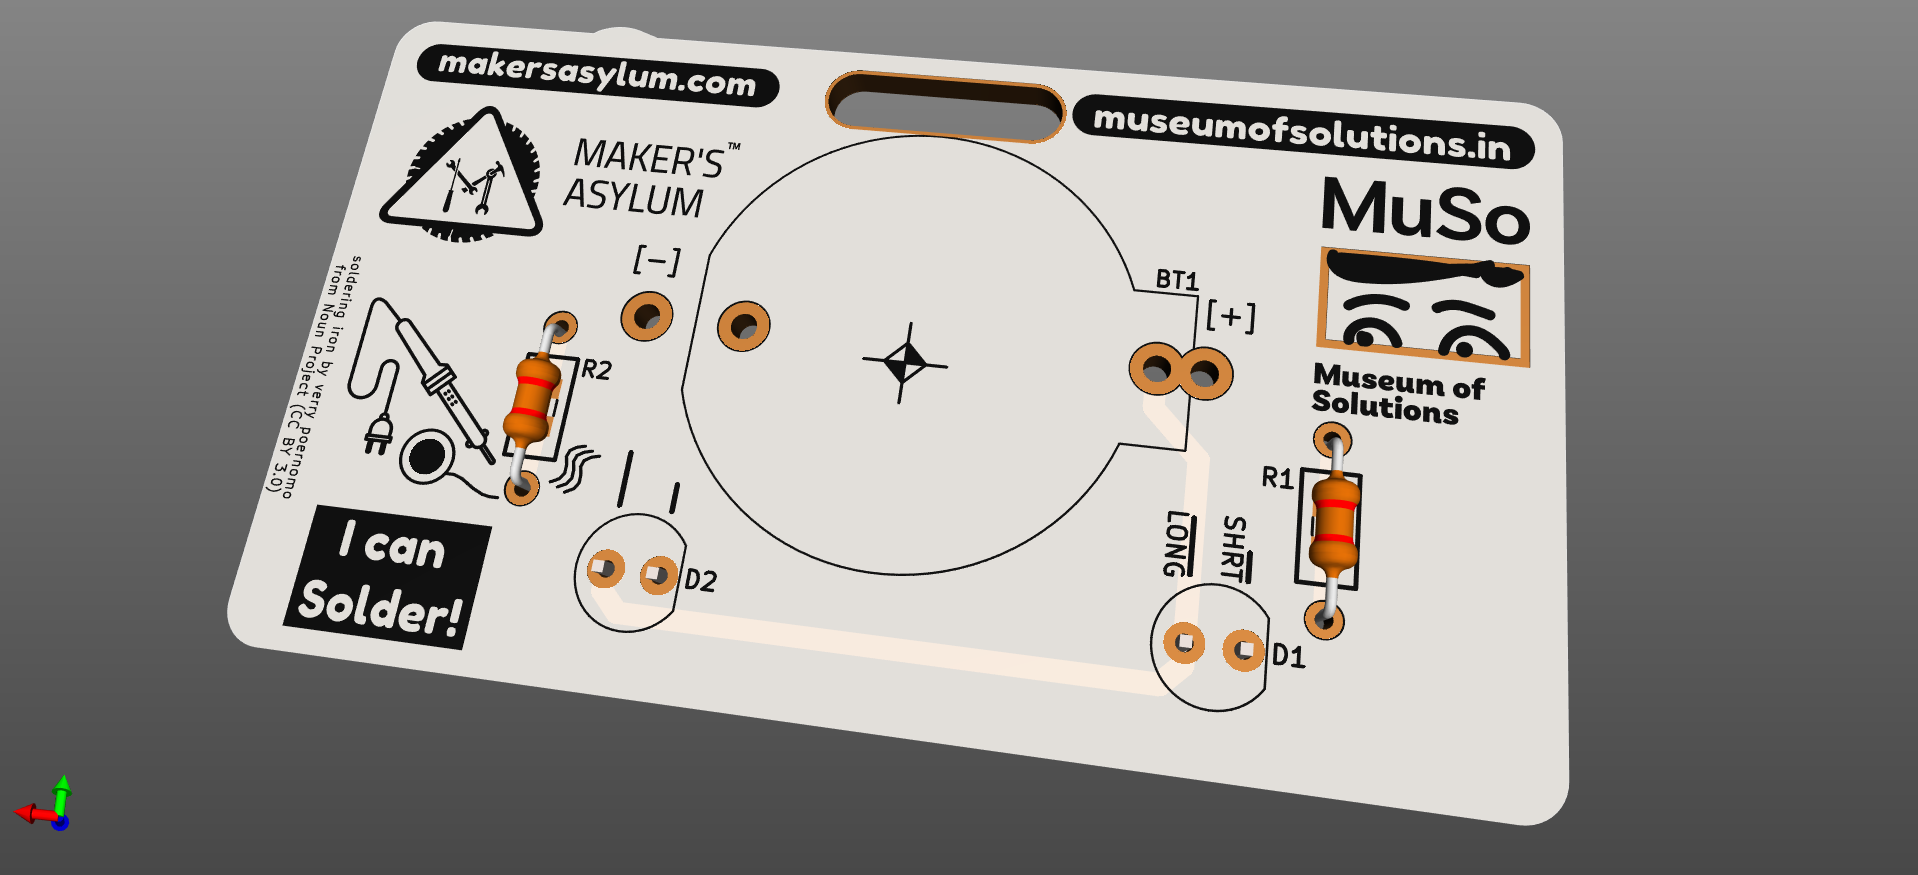 makersasylum.com
museumofsolutions.in
MAKER'S™
ASYLUM
MuSo
[-]
BT1
[+]
soldering iron by verry poernomo
from Noun Project (CC BY 3.0)
R2
Museum of
Solutions
R1
LONG
SHRT
I can
Solder!
D2
D1